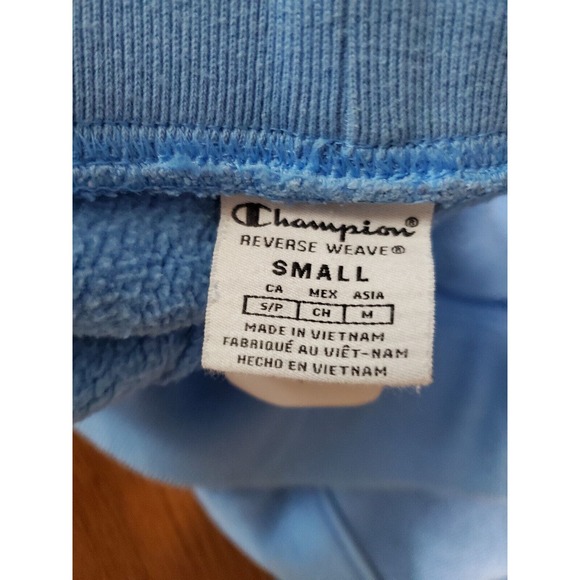 Champion®
REVERSE WEAVE®
SMALL
CA MEX ASIA
S/P CH M
MADE IN VIETNAM
FABRIQUÉ AU VIÊT-NAM
HECHO EN VIETNAM